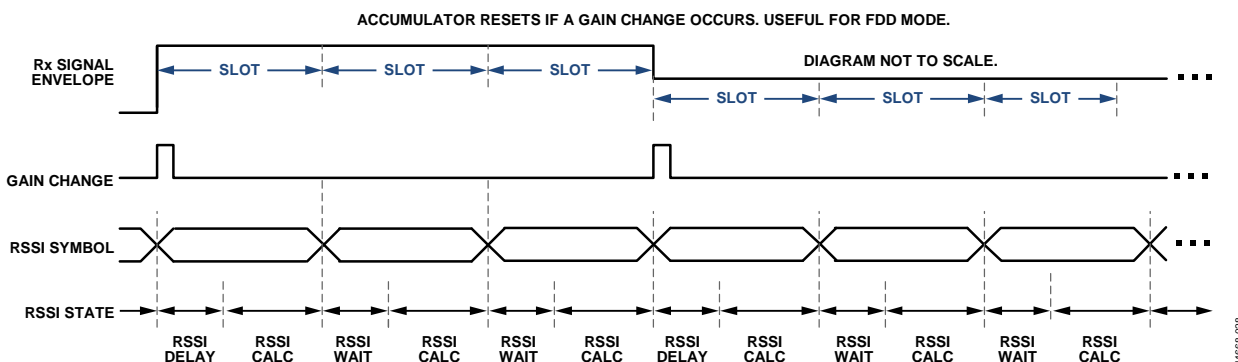 ACCUMULATOR RESETS IF A GAIN CHANGE OCCURS. USEFUL FOR FDD MODE.
Rx SIGNAL
ENVELOPE
SLOT SLOT SLOT
DIAGRAM NOT TO SCALE.
SLOT SLOT SLOT
GAIN CHANGE
RSSI SYMBOL
RSSI STATE
RSSI RSSI RSSI RSSI RSSI RSSI RSSI RSSI RSSI RSSI RSSI RSSI
DELAY CALC WAIT CALC WAIT CALC DELAY CALC WAIT CALC WAIT CALC